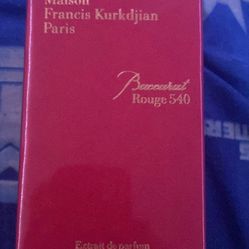 Maison
Francis Kurkdjian
Paris
Baccarat
Rouge 540
Extrait de parfum